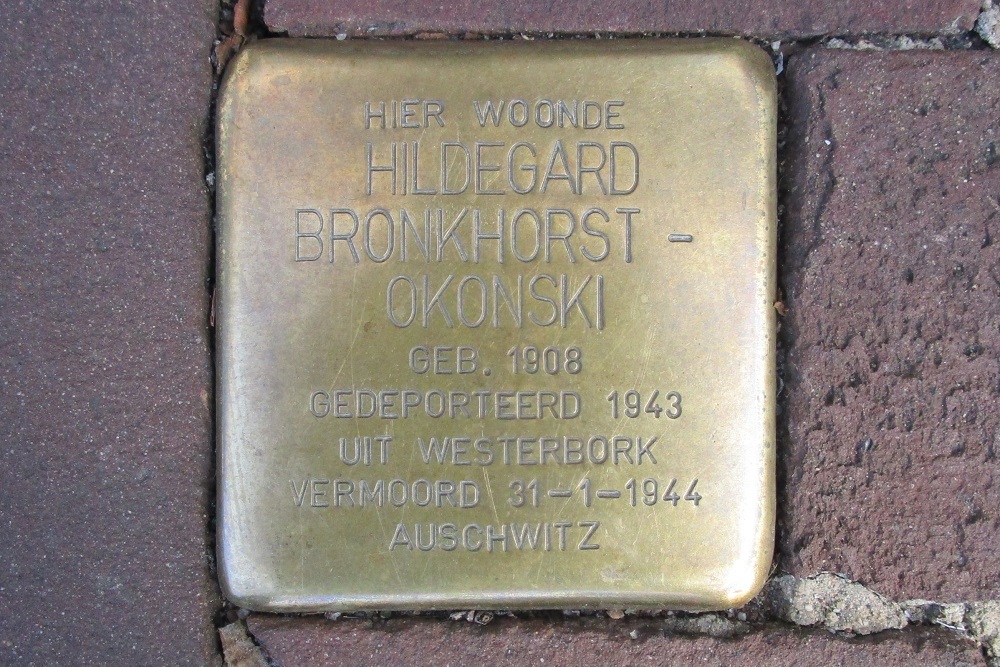 HIER WOONDE
HILDEGARD
BRONKHORST -
OKONSKI
GEB. 1908
GEDEPORTEERD 1943
UIT WESTERBORK
VERMOORD 31-1-1944
AUSCHWITZ